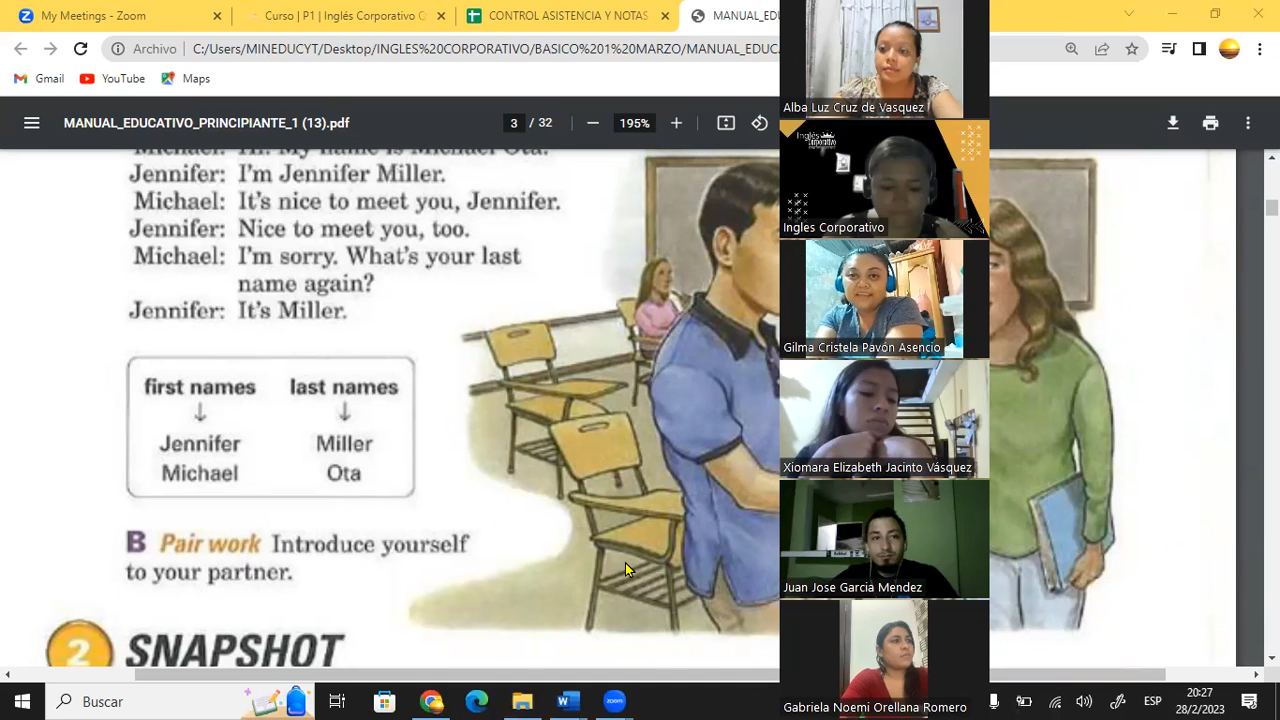 My Meetings - Zoom
Curso | P1 | Inglés Corporativo
CONTROL ASISTENCIA Y NOTAS
Archivo
C:/Users/MINEDUCYT/Desktop/INGLES%20CORPORATIVO/BASICO%201%20MARZO/MANUAL_EDUCA
Gmail
YouTube
Maps
MANUAL_EDUCATIVO_PRINCIPIANTE_1 (13).pdf
3 / 32
195%
Jennifer: I'm Jennifer Miller.
Michael: It's nice to meet you, Jennifer.
Jennifer: Nice to meet you, too.
Michael: I'm sorry. What's your last
name again?
Jennifer: It's Miller.
first names last names
Jennifer Miller
Michael Ota
B Pair work Introduce yourself
to your partner.
2 SNAPSHOT
Alba Luz Cruz de Vasquez
Inglés
Corporativo
Ingles Corporativo
Gilma Cristela Pavón Asencio
Xiomara Elizabeth Jacinto Vásquez
Juan Jose Garcia Mendez
Gabriela Noemi Orellana Romero
Buscar
ESP
20:27
28/2/2023